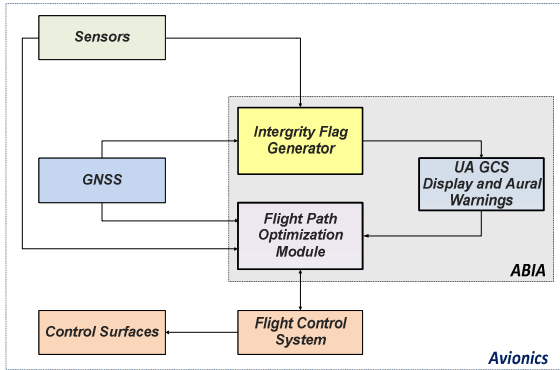 Sensors
Intergrity Flag
Generator
GNSS
UA GCS
Display and Aural
Warnings
Flight Path
Optimization
Module
ABIA
Control Surfaces
Flight Control
System
Avionics